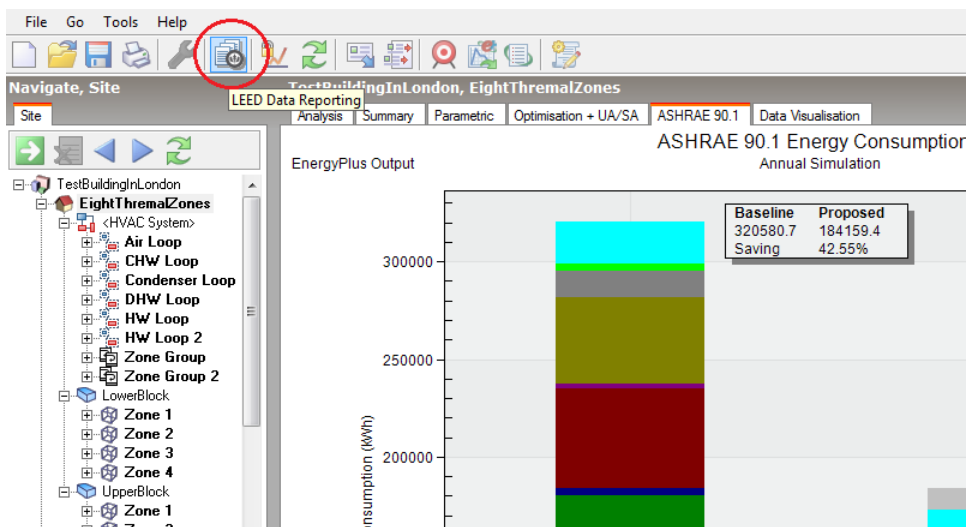 File Go Tools Help
Navigate, Site
TestBuildingInLondon, EightThremalZones
LEED Data Reporting
Site
Analysis Summary Parametric Optimisation + UA/SA ASHRAE 90.1 Data Visualisation
ASHRAE 90.1 Energy Consumption
EnergyPlus Output
Annual Simulation
TestBuildingInLondon
EightThremalZones
<HVAC System>
Air Loop
CHW Loop
Condenser Loop
DHW Loop
HW Loop
HW Loop 2
Zone Group
Zone Group 2
LowerBlock
Zone 1
Zone 2
Zone 3
Zone 4
UpperBlock
Zone 1
Baseline Proposed
320580.7 184159.4
Saving 42.55%
300000
250000
200000
onsumption (kWh)